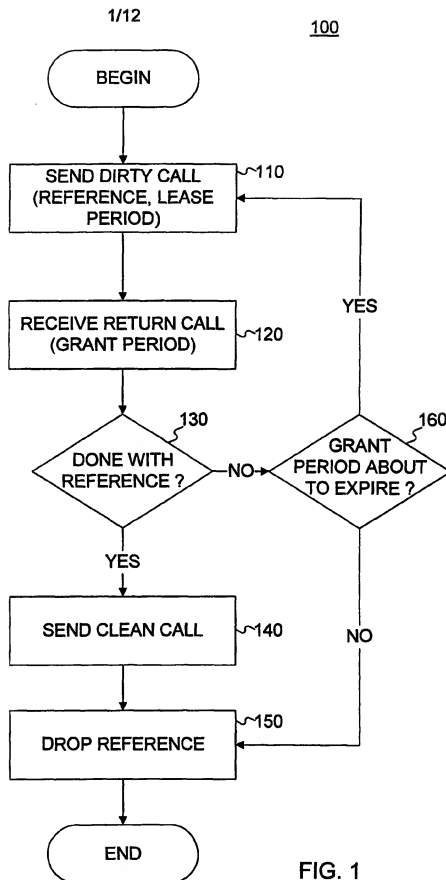 1/12
100
BEGIN
SEND DIRTY CALL
(REFERENCE, LEASE
PERIOD)
110
YES
RECEIVE RETURN CALL
(GRANT PERIOD)
120
130
160
DONE WITH
REFERENCE ?
NO
GRANT
PERIOD ABOUT
TO EXPIRE ?
YES
SEND CLEAN CALL
140
NO
DROP REFERENCE
150
END
FIG. 1